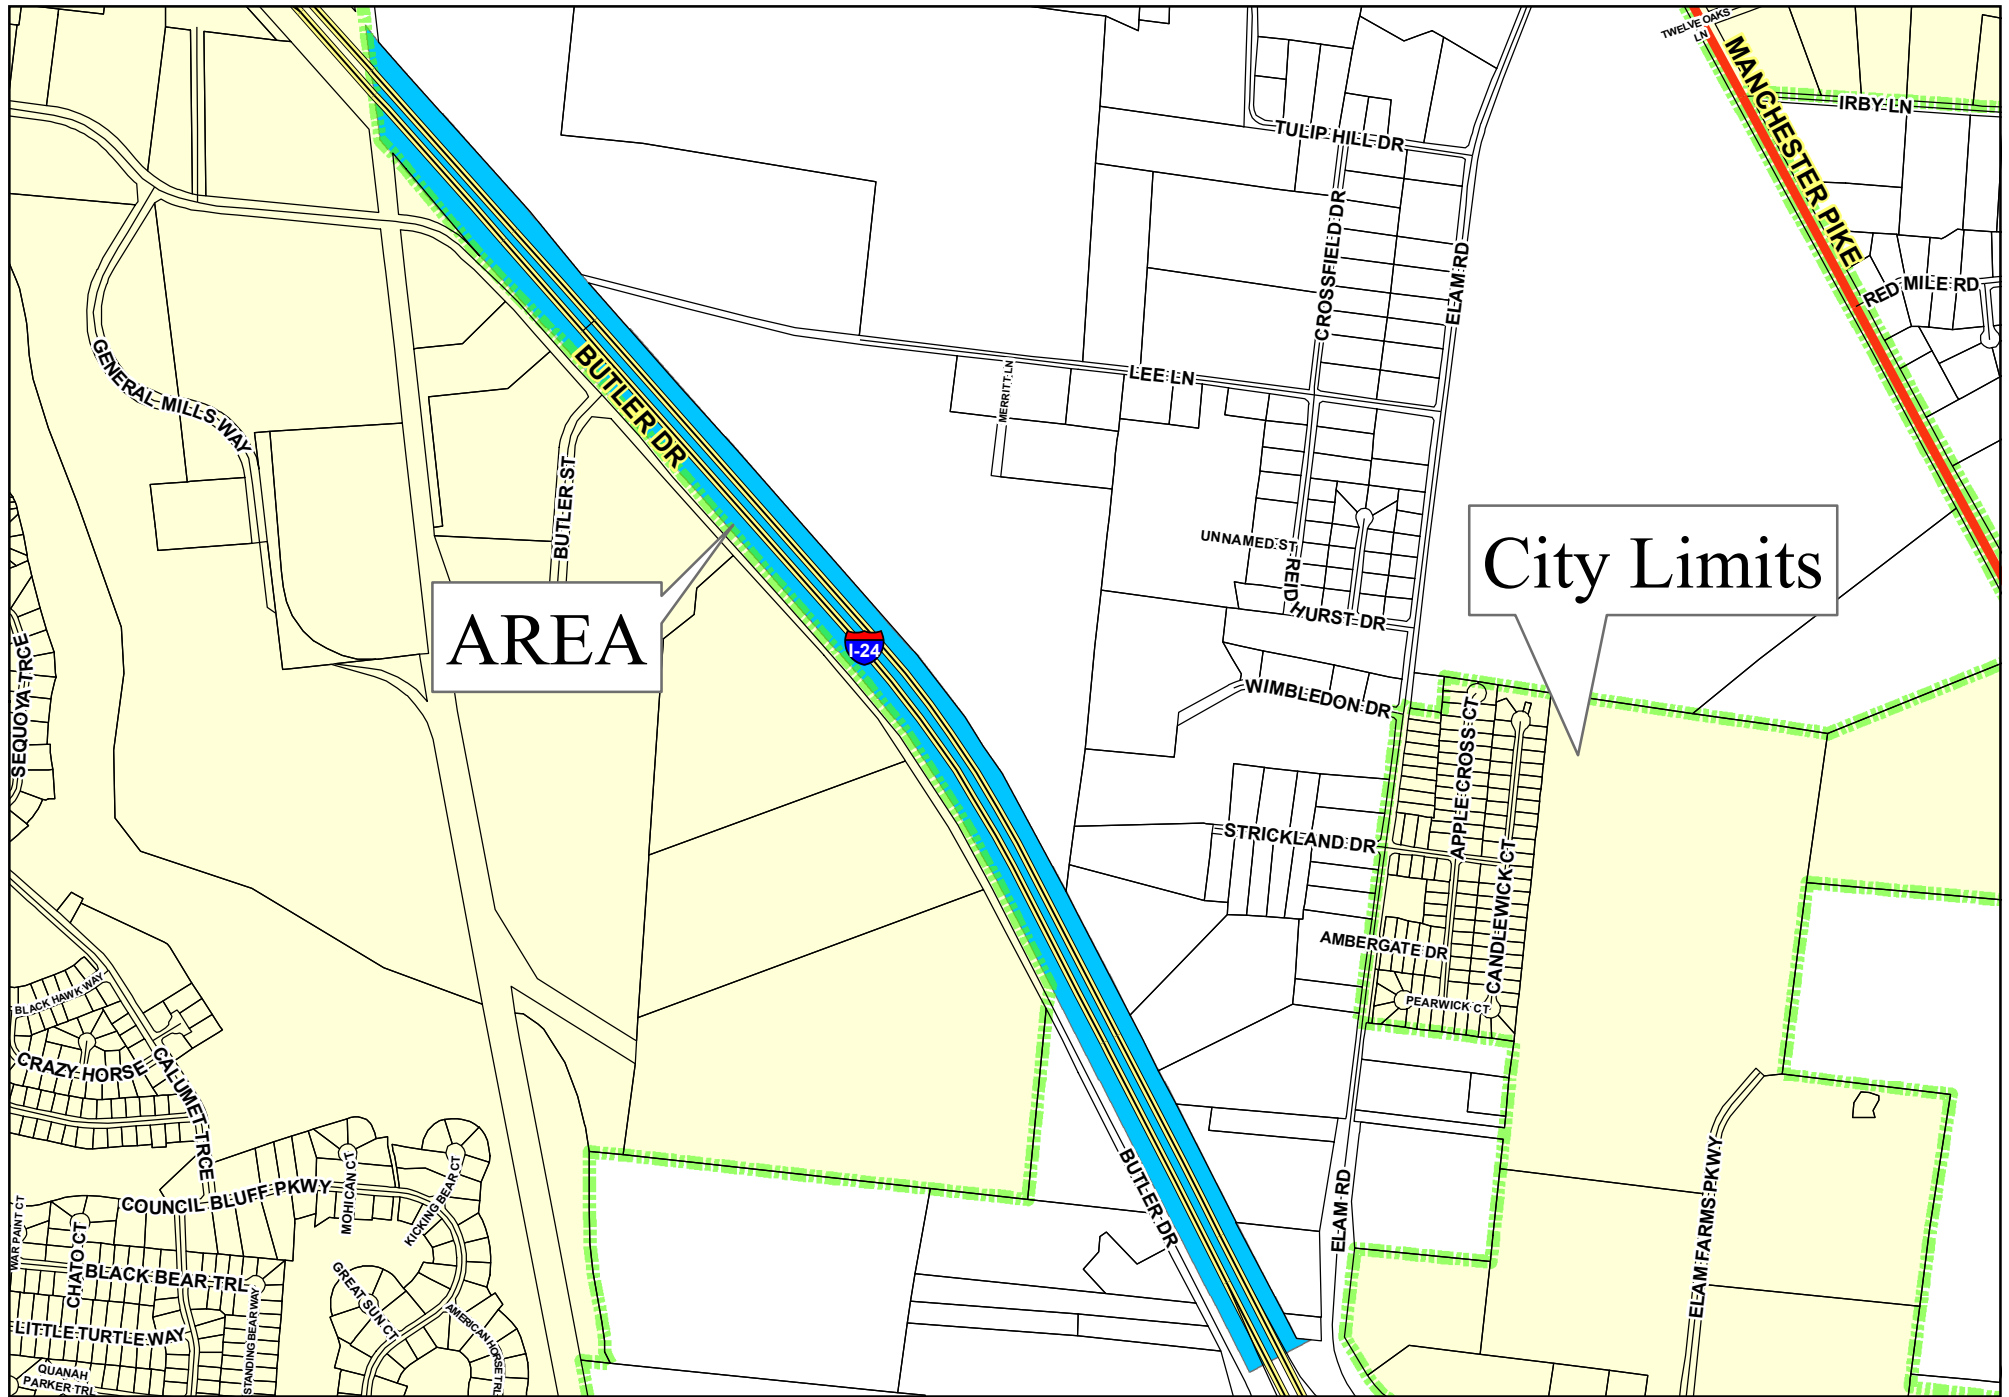 TWELVE OAKS
LN
MANCHESTER PIKE
IRBY LN
TULIP HILL DR
CROSSFIELD DR
ELAM RD
RED MILE RD
GENERAL MILLS WAY
BUTLER DR
LEE LN
MERRITT LN
BUTLER ST
UNNAMED ST
REID
HURST DR
City Limits
AREA
I-24
SEQUOYA TRCE
WIMBLEDON DR
APPLE CROSS CT
STRICKLAND DR
CANDLEWICK CT
AMBERGATE DR
PEARWICK CT
BLACK HAWK WAY
CRAZY HORSE
CALUMET TRCE
COUNCIL BLUFF PKWY
MOHICAN CT
KICKING BEAR CT
BUTLER DR
ELAM RD
ELAM FARMS PKWY
WAR PAINT CT
CHATO CT
BLACK BEAR TRL
GREAT SUN CT
AMERICAN HORSE TRL
LITTLE TURTLE WAY
STANDING BEAR WAY
QUANAH
PARKER TRL